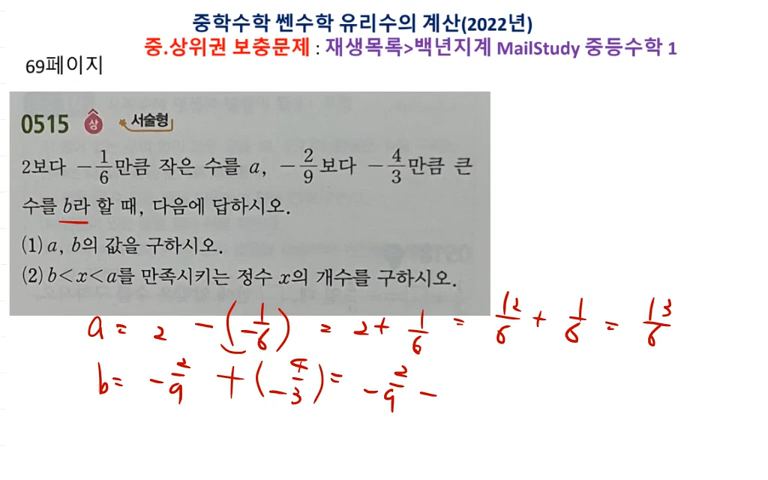 중학수학 쎈수학 유리수의 계산(2022년)
중.상위권 보충문제 : 재생목록>백년지계 MailStudy 중등수학 1
69페이지
0515 상 서술형
2보다 -1/6만큼 작은 수를 a, -2/9보다 -4/3만큼 큰
수를 b라 할 때, 다음에 답하시오.
(1) a, b의 값을 구하시오.
(2) b<x<a를 만족시키는 정수 x의 개수를 구하시오.
a = 2 - (-1/6) = 2 + 1/6 = 12/6 + 1/6 = 13/6
b = -2/9 + (-4/3) = -2/9 -